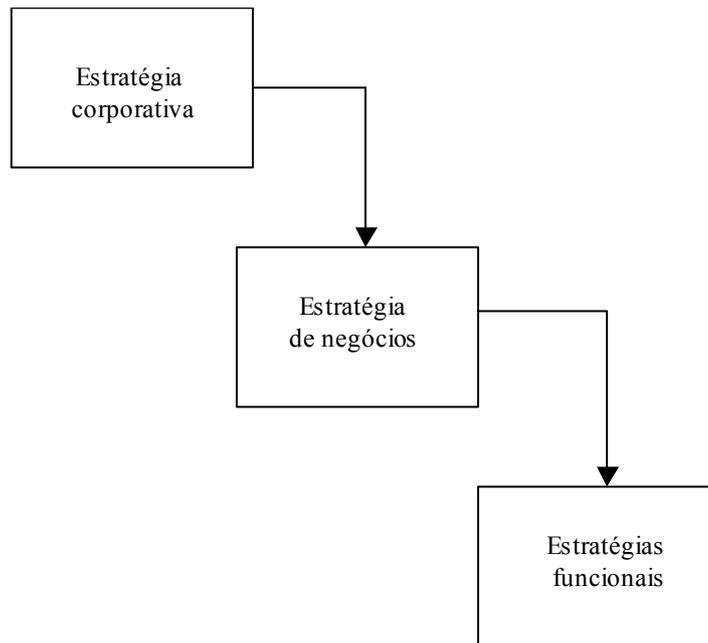 Estratégia
corporativa
Estratégia
de negócios
Estratégias
funcionais